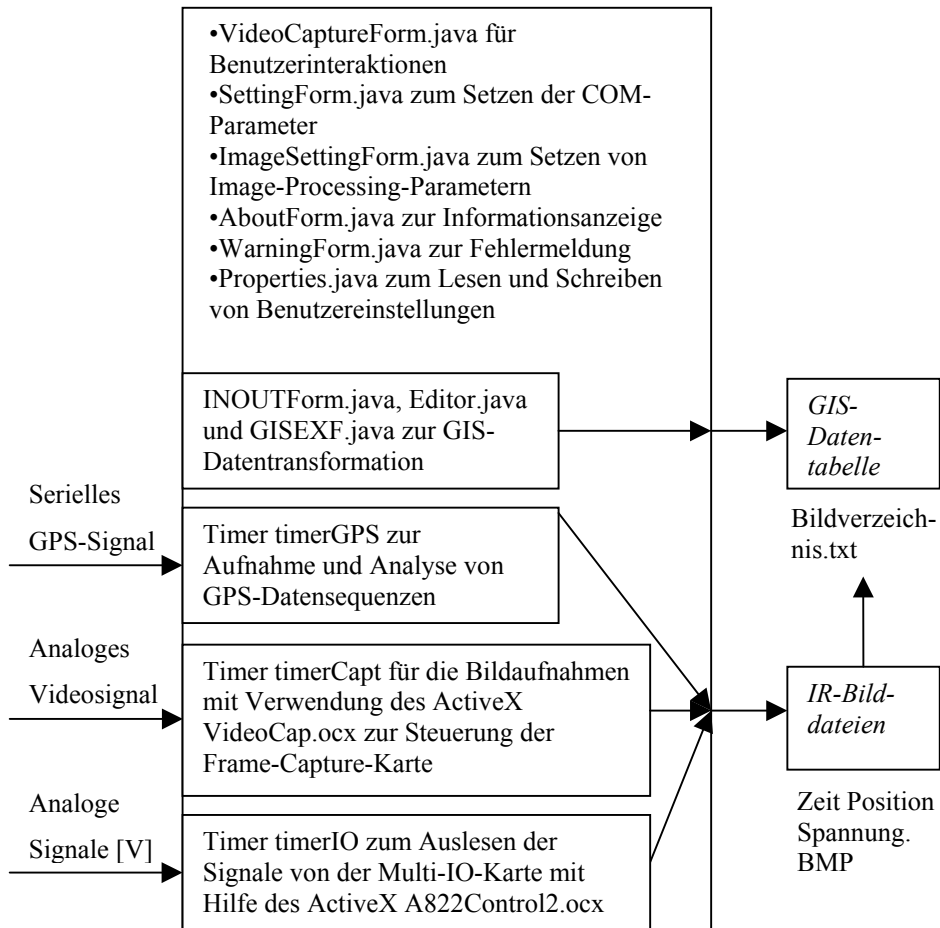 •VideoCaptureForm.java für
Benutzerinteraktionen
•SettingForm.java zum Setzen der COM-
Parameter
•ImageSettingForm.java zum Setzen von
Image-Processing-Parametern
•AboutForm.java zur Informationsanzeige
•WarningForm.java zur Fehlermeldung
•Properties.java zum Lesen und Schreiben
von Benutzereinstellungen
INOUTForm.java, Editor.java
und GISEXF.java zur GIS-
Datentransformation
GIS-
Daten-
tabelle
Bildverzeich-
nis.txt
Serielles
GPS-Signal
Timer timerGPS zur
Aufnahme und Analyse von
GPS-Datensequenzen
Analoges
Videosignal
Timer timerCapt für die Bildaufnahmen
mit Verwendung des ActiveX
VideoCap.ocx zur Steuerung der
Frame-Capture-Karte
IR-Bild-
dateien
Zeit Position
Spannung.
BMP
Analoge
Signale [V]
Timer timerIO zum Auslesen der
Signale von der Multi-IO-Karte mit
Hilfe des ActiveX A822Control2.ocx